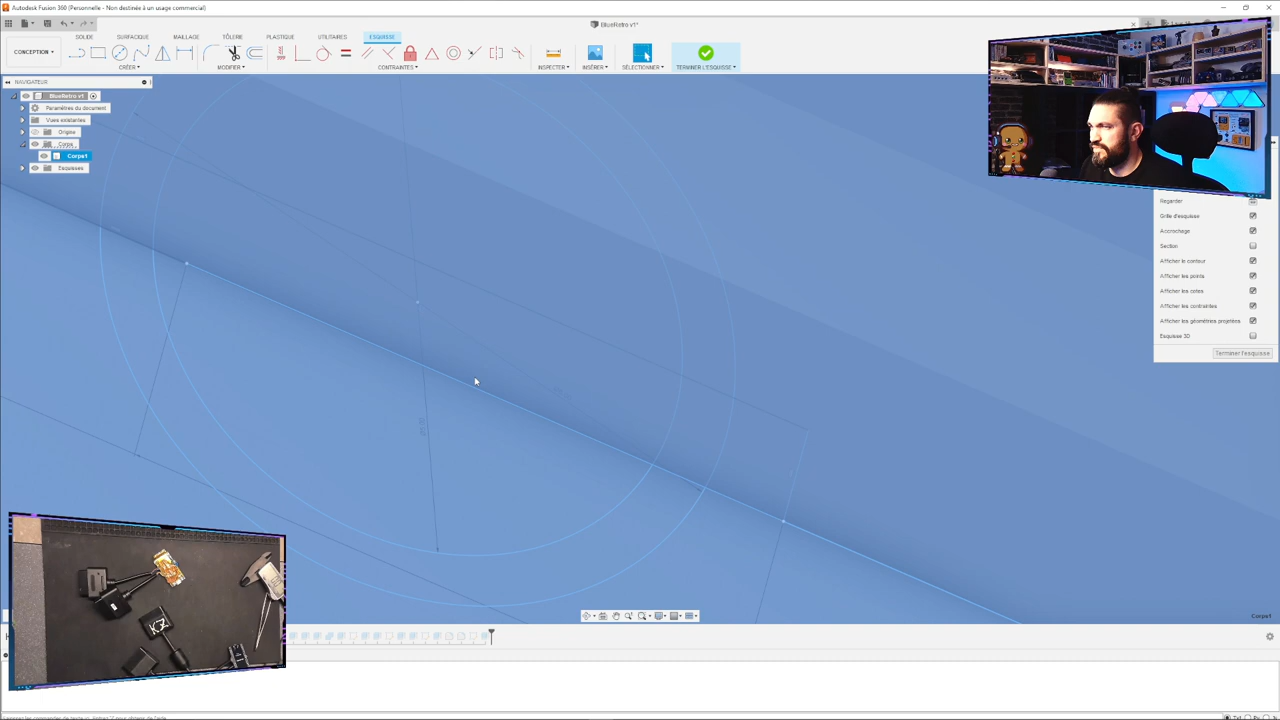 Autodesk Fusion 360 (Personnelle - Non destinée à un usage commercial)
BlueRetro v1*
CONCEPTION
SOLIDE
SURFACIQUE
MAILLAGE
TÔLERIE
PLASTIQUE
UTILITAIRES
ESQUISSE
CRÉER
MODIFIER
CONTRAINTES
INSPECTER
INSÉRER
SÉLECTIONNER
TERMINER L'ESQUISSE
NAVIGATEUR
BlueRetro v1
Paramètres du document
Vues existantes
Origine
Corps
Corps1
Esquisses
Regarder
Grille d'esquisse
Accrochage
Section
Afficher le contour
Afficher les points
Afficher les cotes
Afficher les contraintes
Afficher les géométries projetées
Esquisse 3D
Terminer l'esquisse
Corps1
Txt